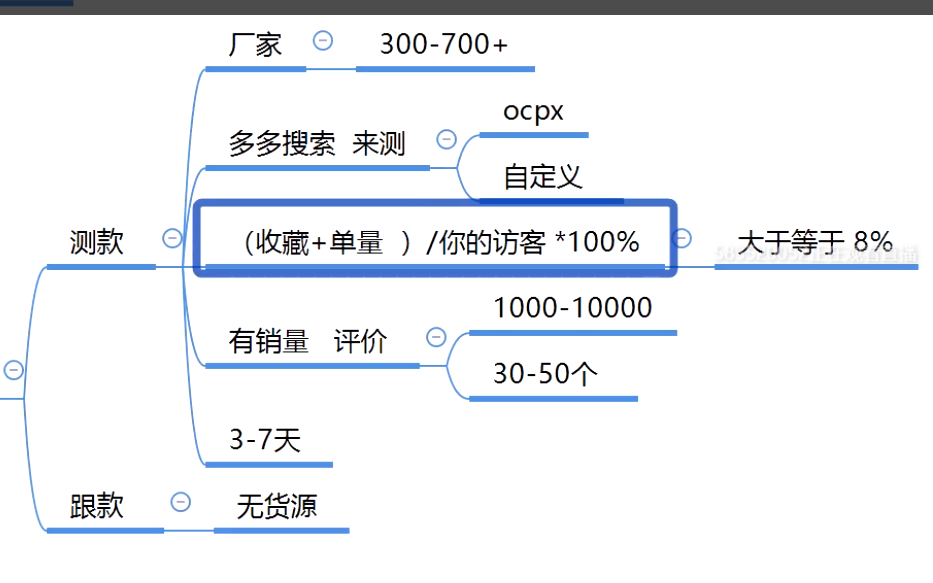 厂家 300-700+
多多搜索 来测
ocpx
自定义
测款
（收藏+单量 ）/你的访客 *100%
大于等于 8%
有销量 评价
1000-10000
30-50个
3-7天
跟款
无货源